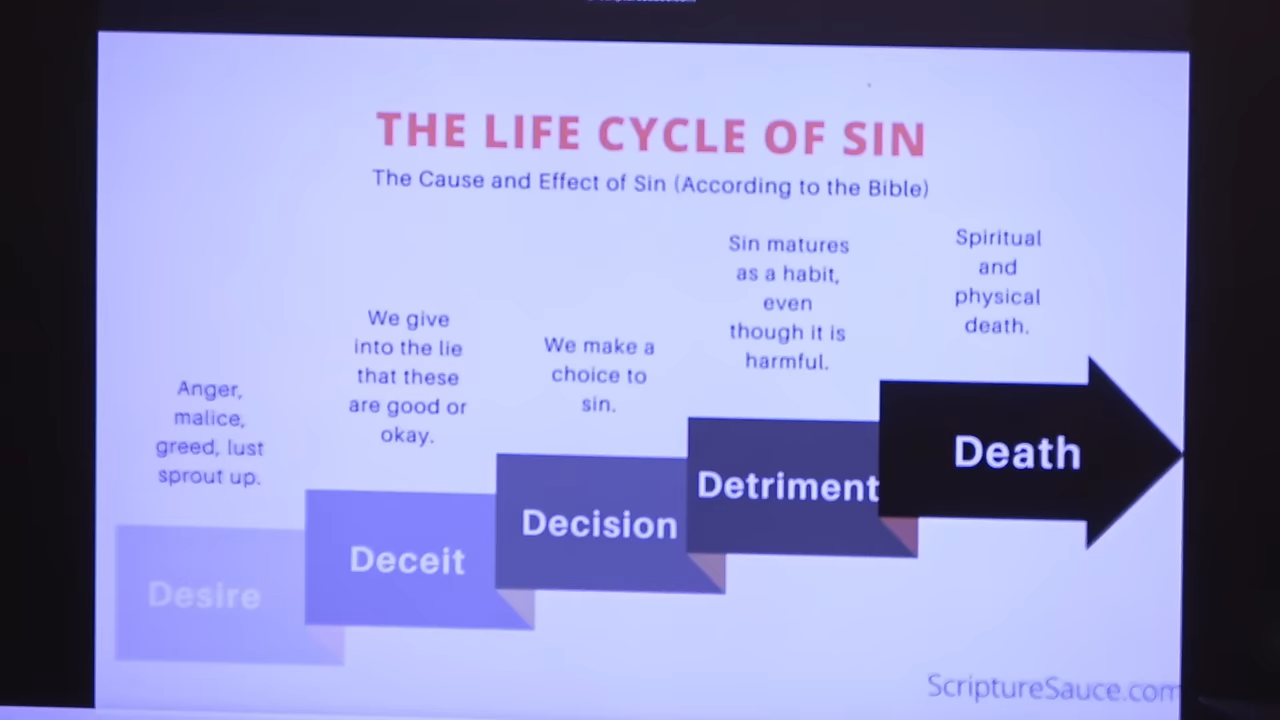 THE LIFE CYCLE OF SIN
The Cause and Effect of Sin (According to the Bible)
Anger,
malice,
greed, lust
sprout up.
Desire
We give
into the lie
that these
are good or
okay.
Deceit
We make a
choice to
sin.
Decision
Sin matures
as a habit,
even
though it is
harmful.
Detriment
Spiritual
and
physical
death.
Death
ScriptureSauce.com